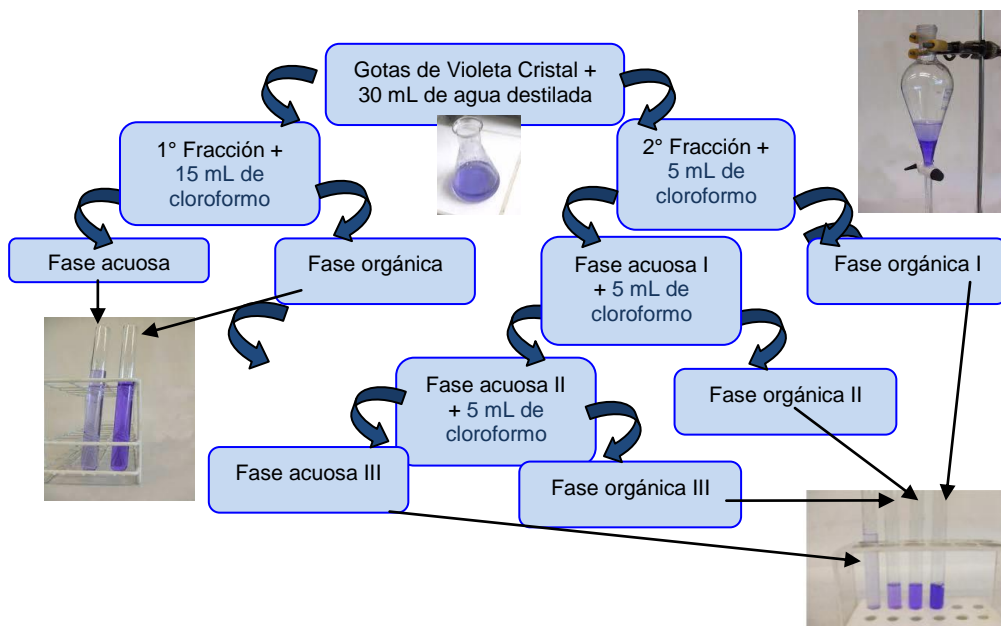 Gotas de Violeta Cristal +
30 mL de agua destilada
1° Fracción +
15 mL de
cloroformo
2° Fracción +
5 mL de
cloroformo
Fase acuosa
Fase orgánica
Fase acuosa I
+ 5 mL de
cloroformo
Fase orgánica I
Fase acuosa II
+ 5 mL de
cloroformo
Fase orgánica II
Fase acuosa III
Fase orgánica III